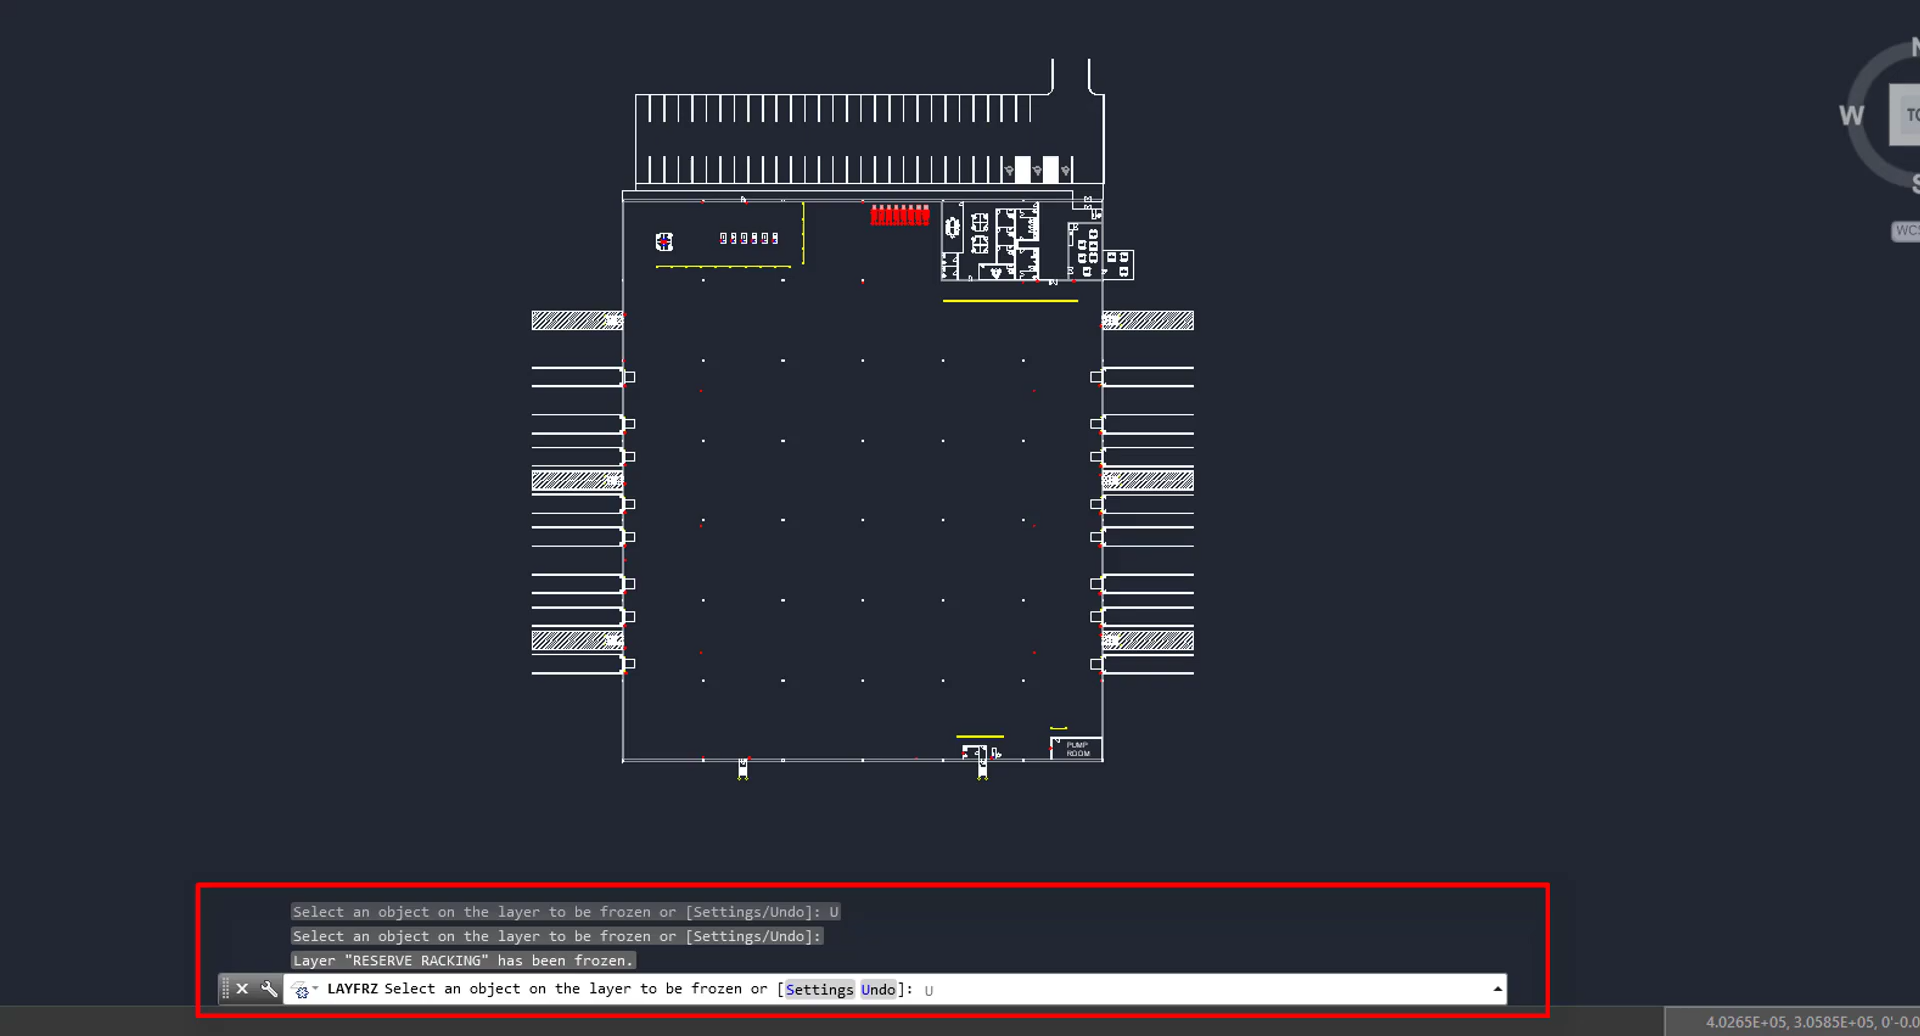 N
W
TO
S
WCS
PUMP
ROOM
Select an object on the layer to be frozen or [Settings/Undo]: U
Select an object on the layer to be frozen or [Settings/Undo]:
Layer "RESERVE RACKING" has been frozen.
LAYFRZ Select an object on the layer to be frozen or [Settings Undo]: U
4.0265E+05, 3.0585E+05, 0'-0.0